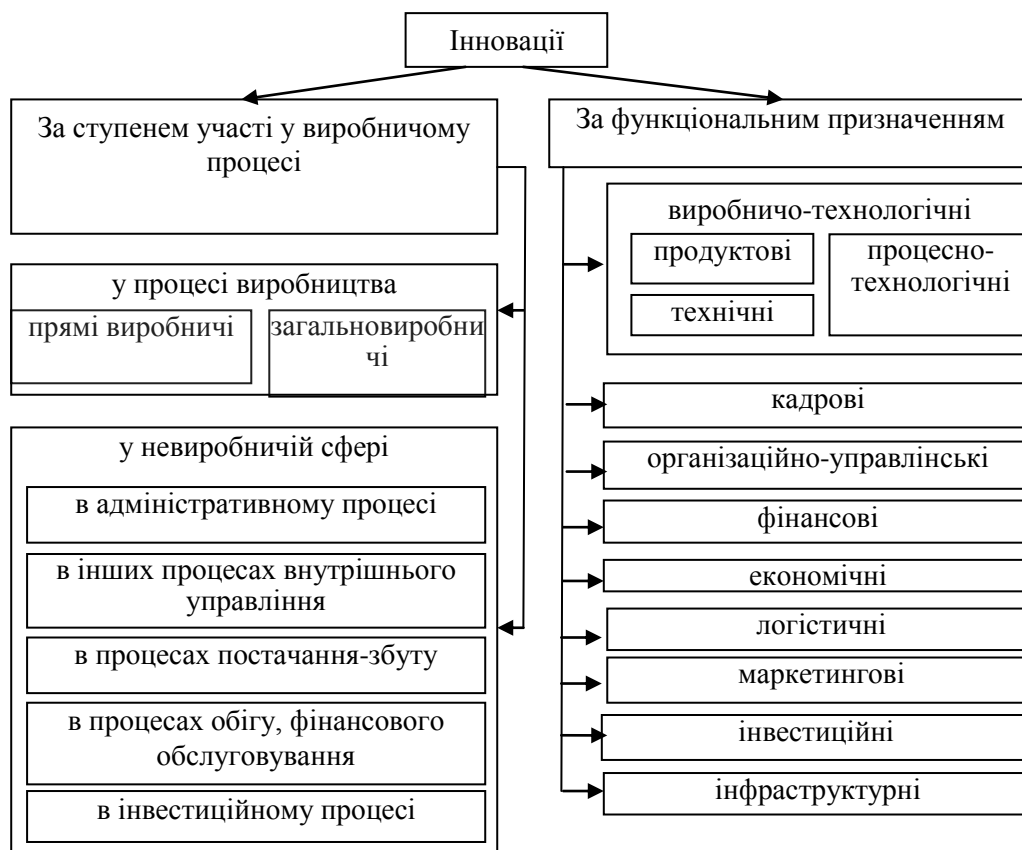 Інновації
За ступенем участі у виробничому
процесі
у процесі виробництва
прямі виробничі
загальновиробни
чі
у невиробничій сфері
в адміністративному процесі
в інших процесах внутрішнього
управління
в процесах постачання-збуту
в процесах обігу, фінансового
обслуговування
в інвестиційному процесі
За функціональним призначенням
виробничо-технологічні
продуктові
технічні
процесно-
технологічні
кадрові
організаційно-управлінські
фінансові
економічні
логістичні
маркетингові
інвестиційні
інфраструктурні